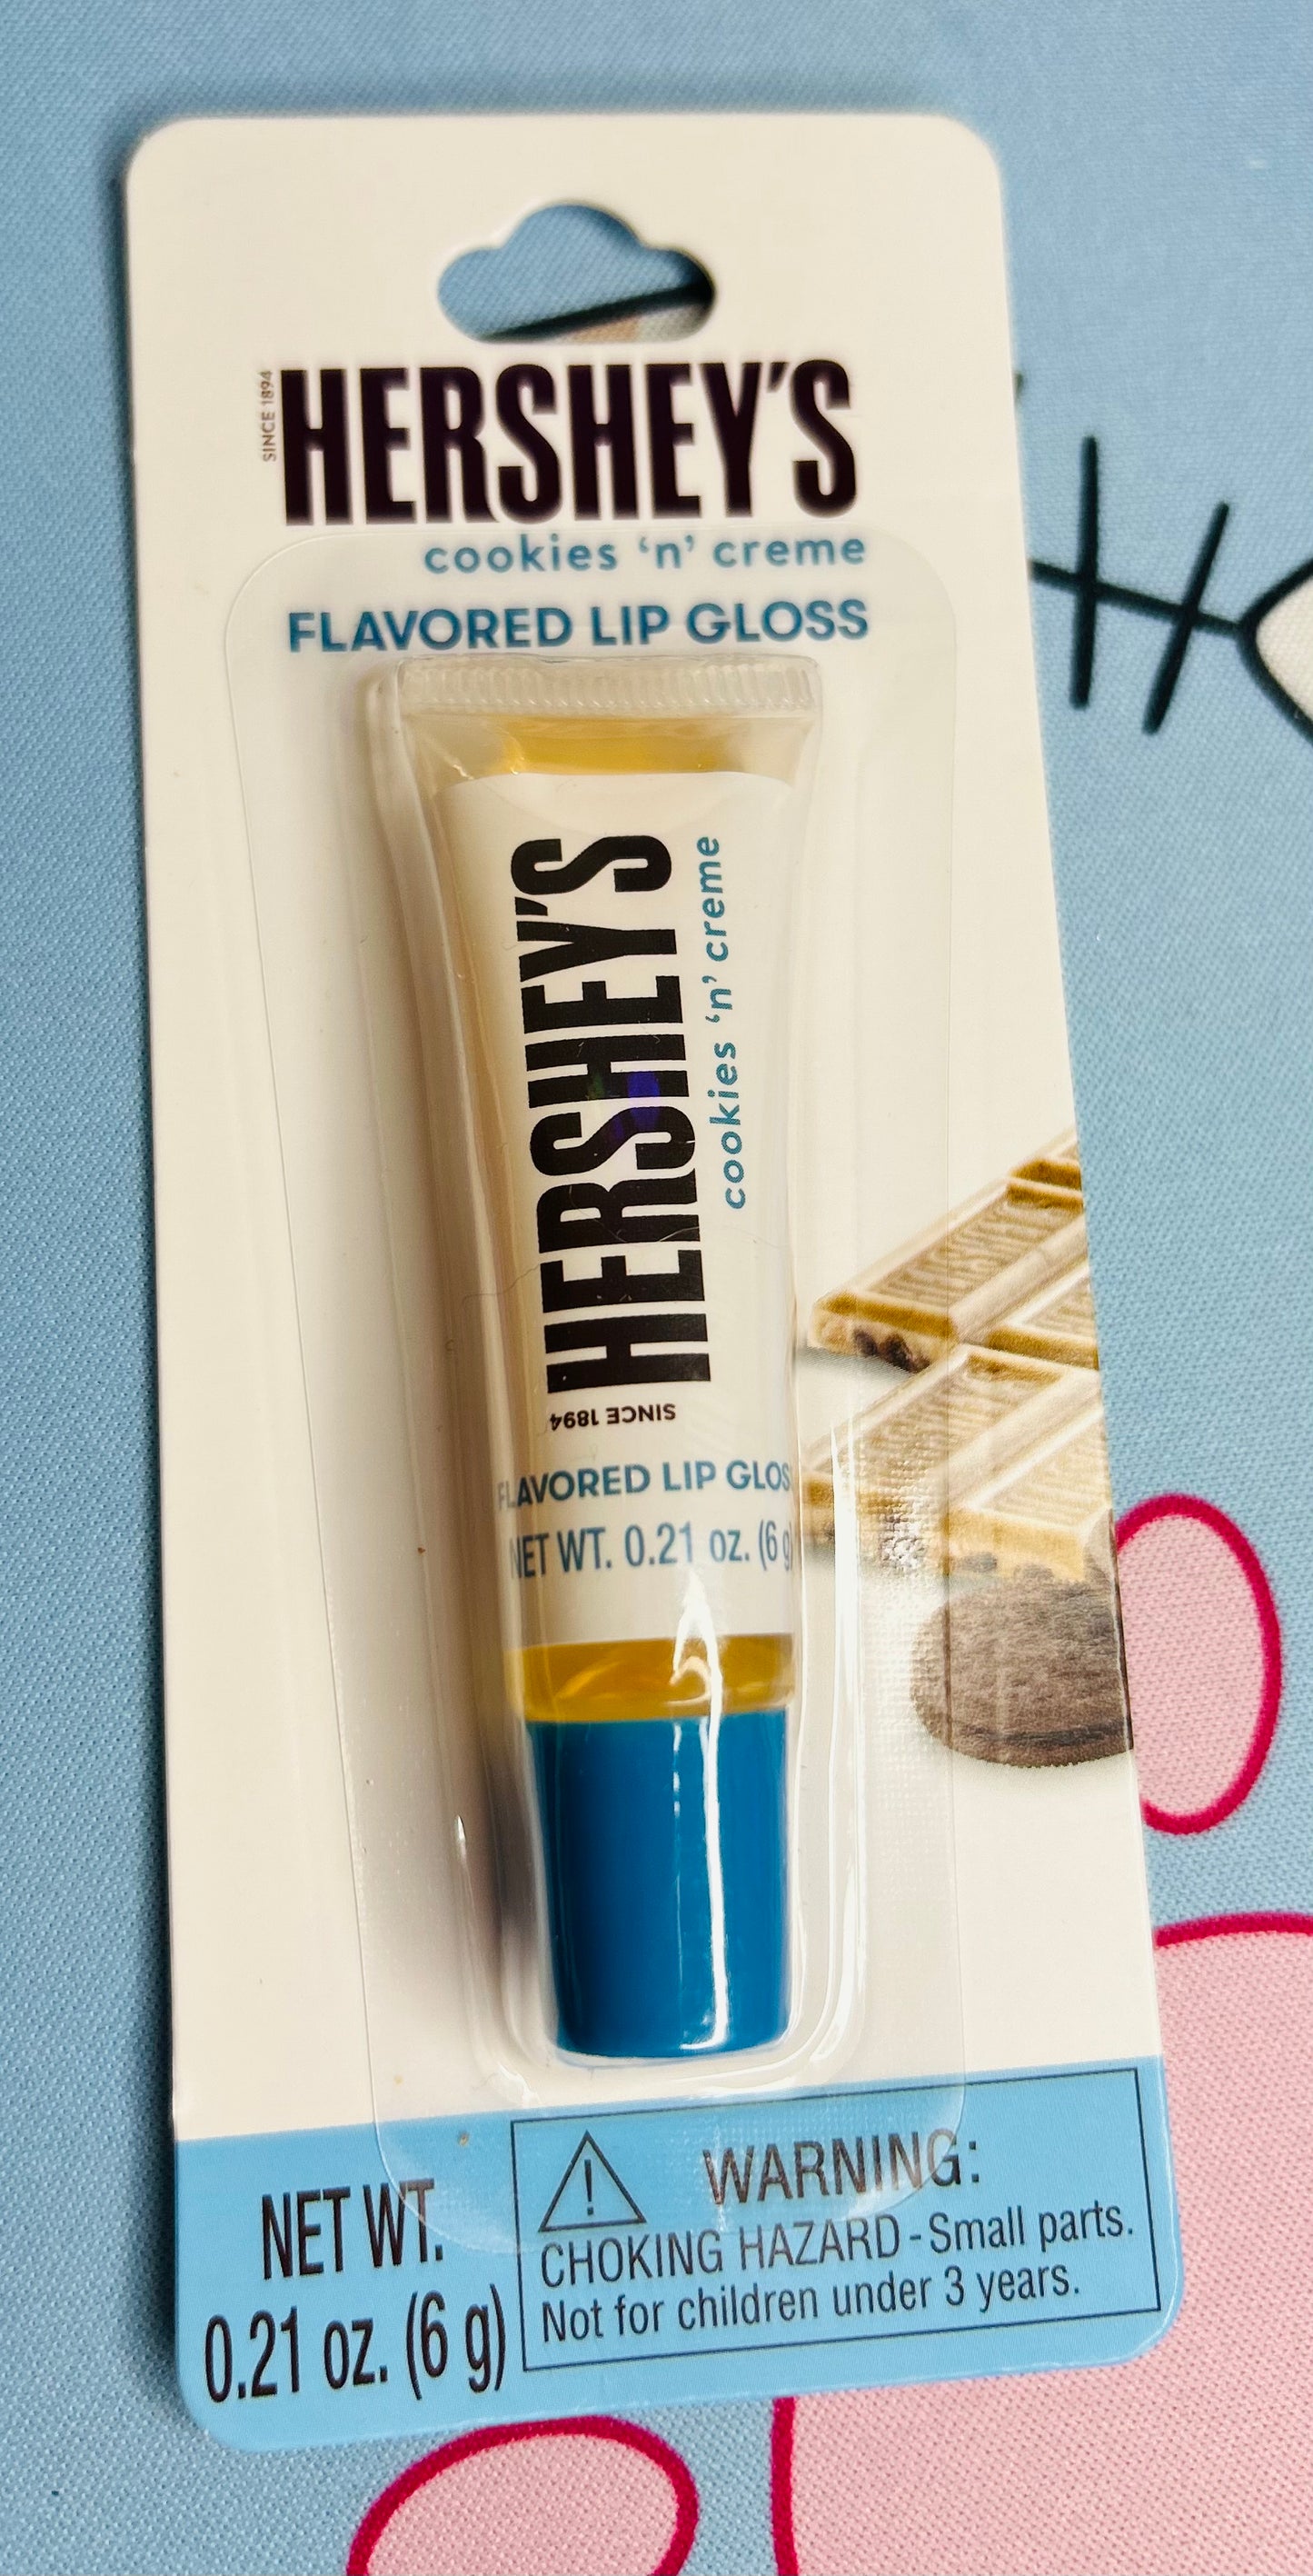 SINCE 1894
HERSHEY'S
cookies 'n' creme
FLAVORED LIP GLOSS
HERSHEY'S
cookies 'n' creme
SINCE 1894
FLAVORED LIP GLOSS
NET WT. 0.21 oz. (6 g)
HERSHEY'S
NET WT.
0.21 oz. (6 g)
WARNING:
CHOKING HAZARD - Small parts.
Not for children under 3 years.